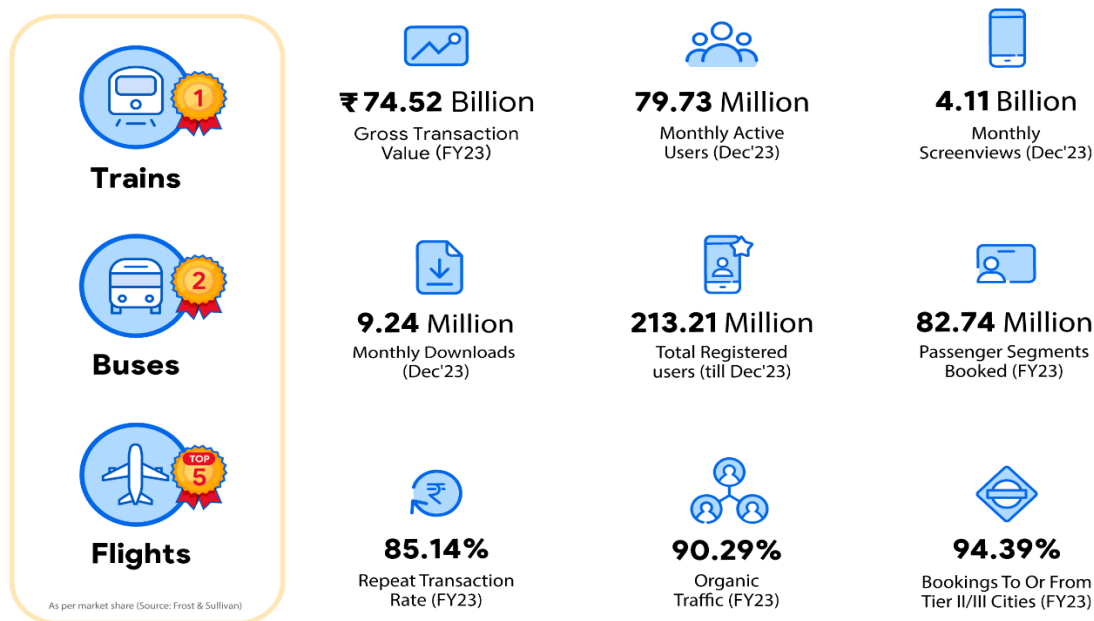 1
Trains
2
Buses
TOP
5
Flights
As per market share (Source: Frost & Sullivan)
₹ 74.52 Billion
Gross Transaction
Value (FY23)
79.73 Million
Monthly Active
Users (Dec'23)
4.11 Billion
Monthly
Screenviews (Dec'23)
9.24 Million
Monthly Downloads
(Dec'23)
213.21 Million
Total Registered
users (till Dec'23)
82.74 Million
Passenger Segments
Booked (FY23)
₹
85.14%
Repeat Transaction
Rate (FY23)
90.29%
Organic
Traffic (FY23)
94.39%
Bookings To Or From
Tier II/III Cities (FY23)